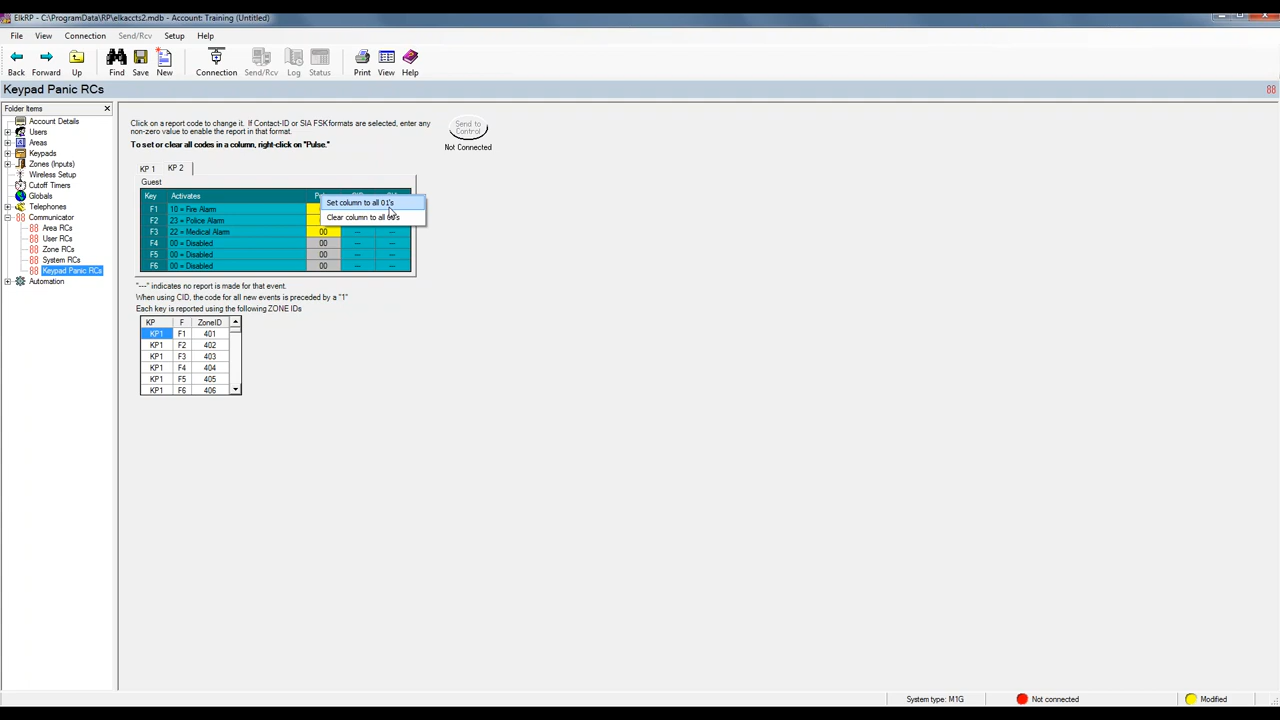 ElkRP - C:\ProgramData\RP\elkaccts2.mdb - Account: Training (Untitled)
File View Connection Send/Rcv Setup Help
Back Forward Up Find Save New Connection Send/Rcv Log Status Print View Help
Keypad Panic RCs 88
Folder Items
Account Details
Users
Areas
Keypads
Zones (Inputs)
Wireless Setup
Cutoff Timers
Globals
Telephones
Communicator
88 Area RCs
88 User RCs
88 Zone RCs
88 System RCs
88 Keypad Panic RCs
Automation
Click on a report code to change it. If Contact-ID or SIA FSK formats are selected, enter any
non-zero value to enable the report in that format.
To set or clear all codes in a column, right-click on "Pulse."
Send to
Control
Not Connected
KP 1 KP 2
Guest
Key Activates
Set column to all 01's
Clear column to all
F1 10 = Fire Alarm
F2 23 = Police Alarm
F3 22 = Medical Alarm 00 --- ---
F4 00 = Disabled 00 --- ---
F5 00 = Disabled 00 --- ---
F6 00 = Disabled 00 --- ---
"---" indicates no report is made for that event.
When using CID, the code for all new events is preceded by a "1"
Each key is reported using the following ZONE IDs
KP F ZoneID
KP1 F1 401
KP1 F2 402
KP1 F3 403
KP1 F4 404
KP1 F5 405
KP1 F6 406
System type: M1G Not connected Modified